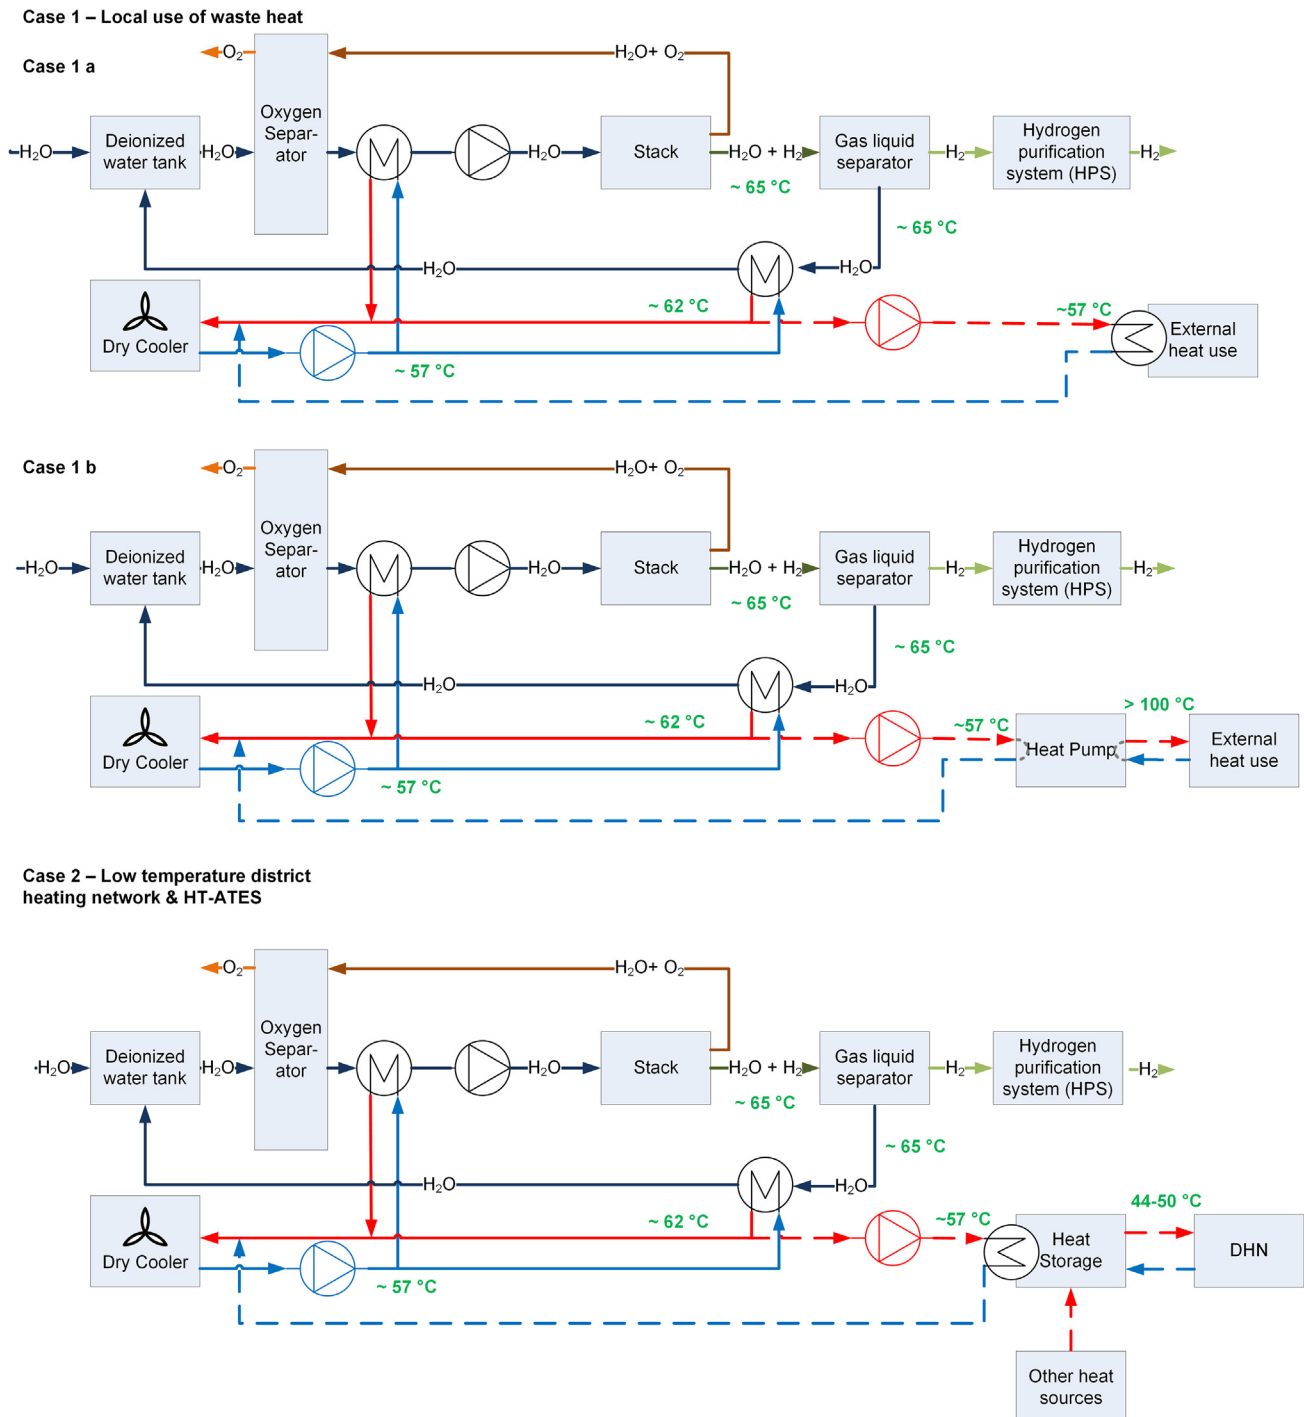 Case 1 – Local use of waste heat
Case 1 a
O₂
H₂O+ O₂
Oxygen
Separ-
ator
H₂O
Deionized
water tank
H₂O
H₂O
Stack
H₂O + H₂
~ 65 °C
Gas liquid
separator
H₂
Hydrogen
purification
system (HPS)
H₂
~ 65 °C
H₂O
H₂O
Dry Cooler
~ 62 °C
~ 57 °C
~57 °C
External
heat use
Case 1 b
O₂
H₂O+ O₂
Oxygen
Separ-
ator
H₂O
Deionized
water tank
H₂O
H₂O
Stack
H₂O + H₂
~ 65 °C
Gas liquid
separator
H₂
Hydrogen
purification
system (HPS)
H₂
~ 65 °C
H₂O
H₂O
Dry Cooler
~ 62 °C
~ 57 °C
~57 °C
Heat Pump
> 100 °C
External
heat use
Case 2 – Low temperature district
heating network & HT-ATES
O₂
H₂O+ O₂
Oxygen
Separ-
ator
H₂O
Deionized
water tank
H₂O
H₂O
Stack
H₂O + H₂
~ 65 °C
Gas liquid
separator
H₂
Hydrogen
purification
system (HPS)
H₂
~ 65 °C
H₂O
H₂O
Dry Cooler
~ 62 °C
~ 57 °C
~57 °C
Heat
Storage
44-50 °C
DHN
Other heat
sources